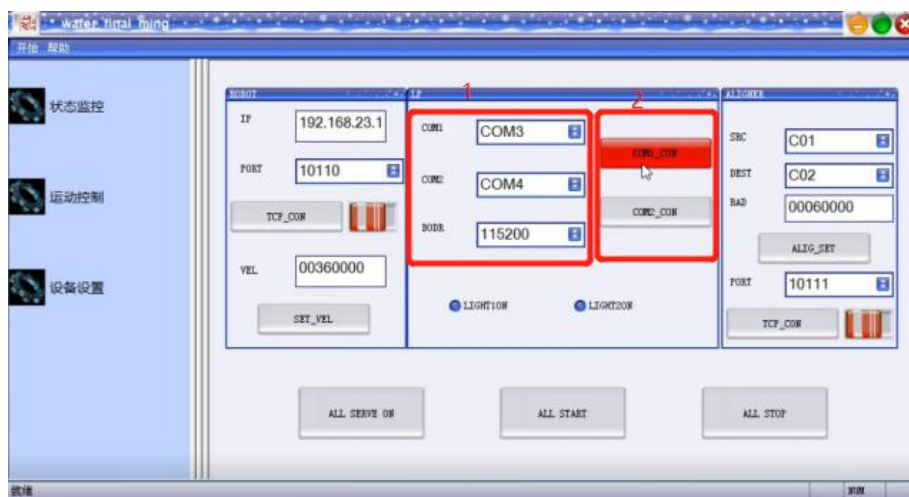 wafer final ming
开始 帮助
状态监控
运动控制
设备设置
ROBOT
IP 192.168.23.1
PORT 10110
TCP_CON
VEL 00360000
SET_VEL
LP
1
COM1 COM3
COM2 COM4
BODR 115200
2
COM1_CON
COM2_CON
LIGHT1ON LIGHT2ON
ALIGNER
SRC C01
DEST C02
RAD 00060000
ALIG_SET
PORT 10111
TCP_CON
ALL SERVE ON ALL START ALL STOP
就绪 NUM